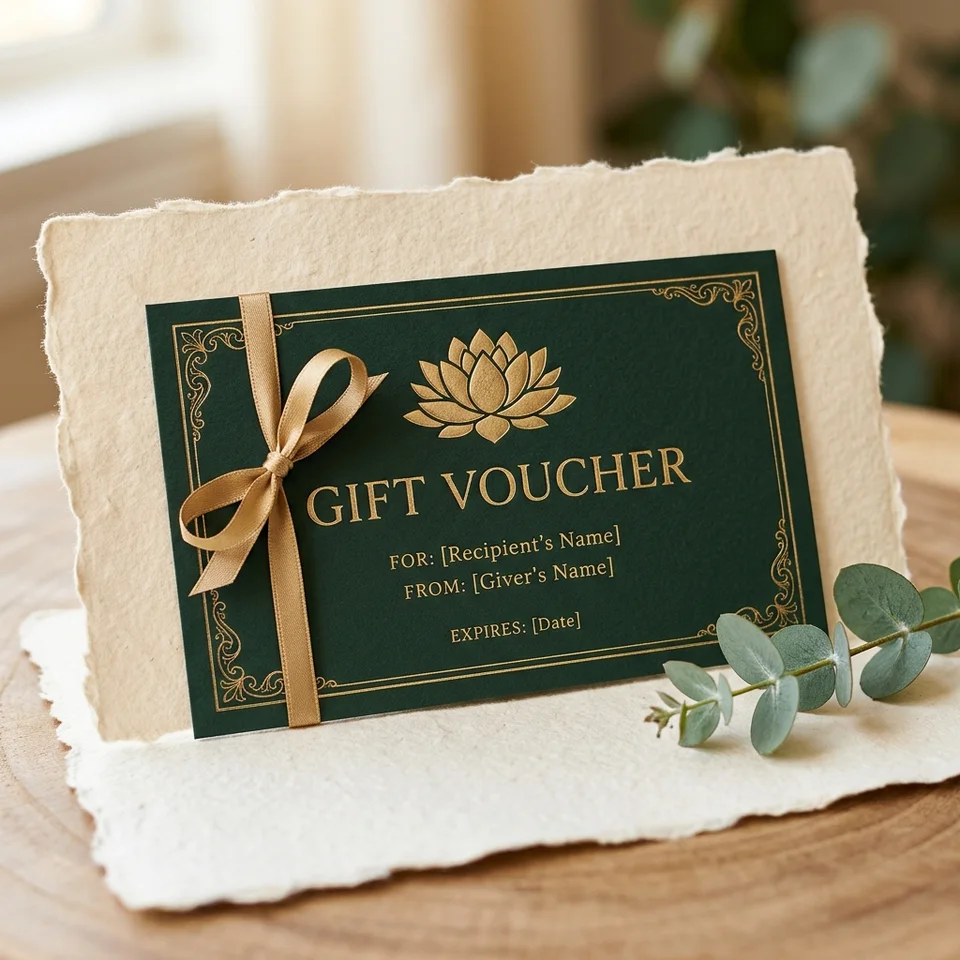 GIFT VOUCHER
FOR: [Recipient's Name]
FROM: [Giver's Name]
EXPIRES: [Date]